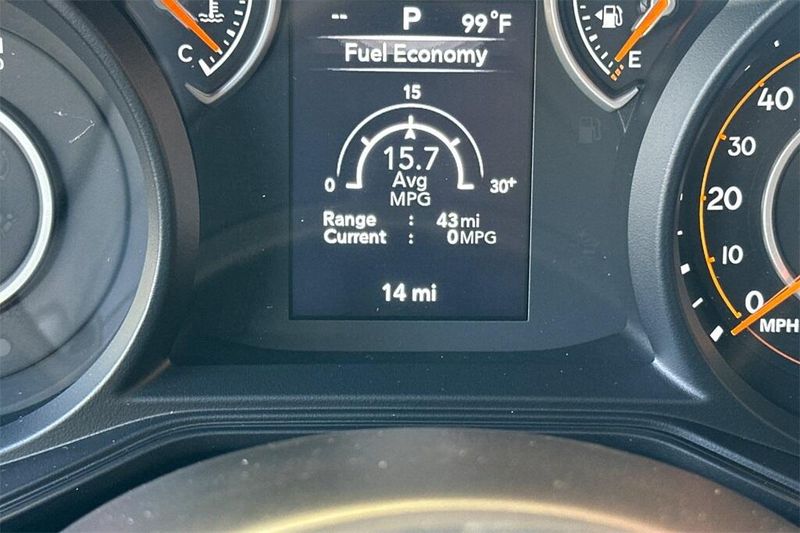 -- P 99°F
C
E
Fuel Economy
15
15.7
0 30+
Avg
MPG
Range : 43 mi
Current : 0 MPG
14 mi
40
30
20
10
0
MPH